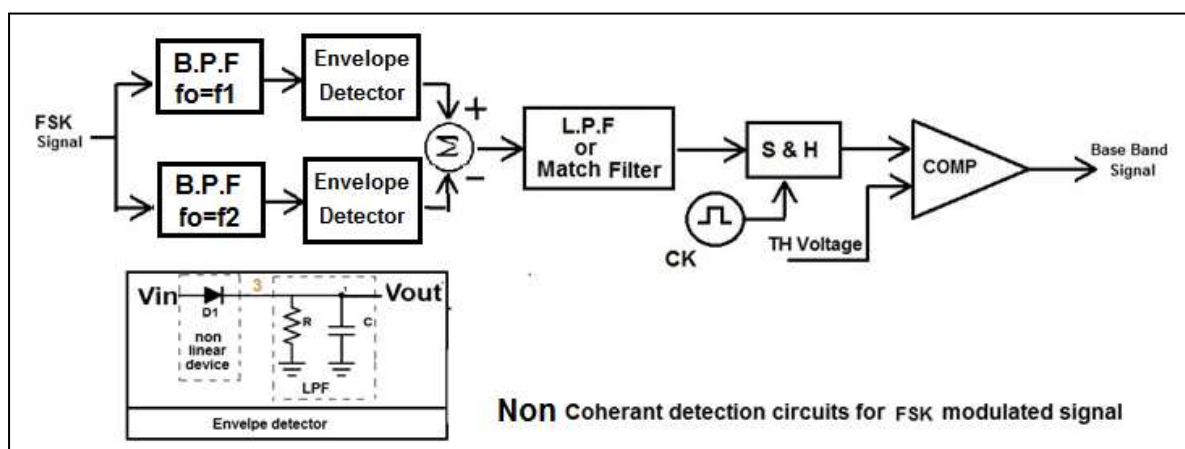 B.P.F
fo=f1
Envelope
Detector
FSK
Signal
+
Σ
−
B.P.F
fo=f2
Envelope
Detector
L.P.F
or
Match Filter
S & H
CK
TH Voltage
COMP
Base Band
Signal
Vin
D1
non
linear
device
3
R
C
Vout
LPF
Envelpe detector
Non Coherant detection circuits for FSK modulated signal